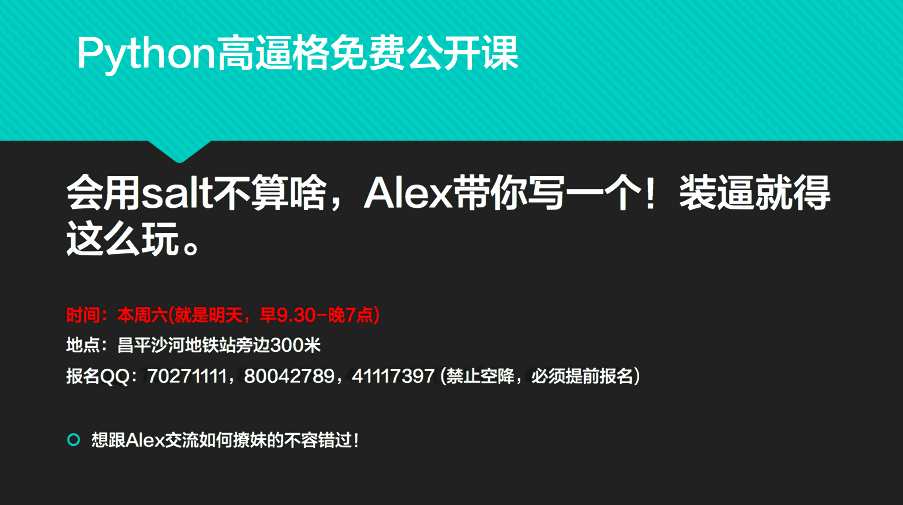 Python高逼格免费公开课
会用salt不算啥，Alex带你写一个！装逼就得
这么玩。
时间：本周六(就是明天，早9.30-晚7点)
地点：昌平沙河地铁站旁边300米
报名QQ：70271111，80042789，41117397 (禁止空降，必须提前报名)
想跟Alex交流如何撩妹的不容错过！